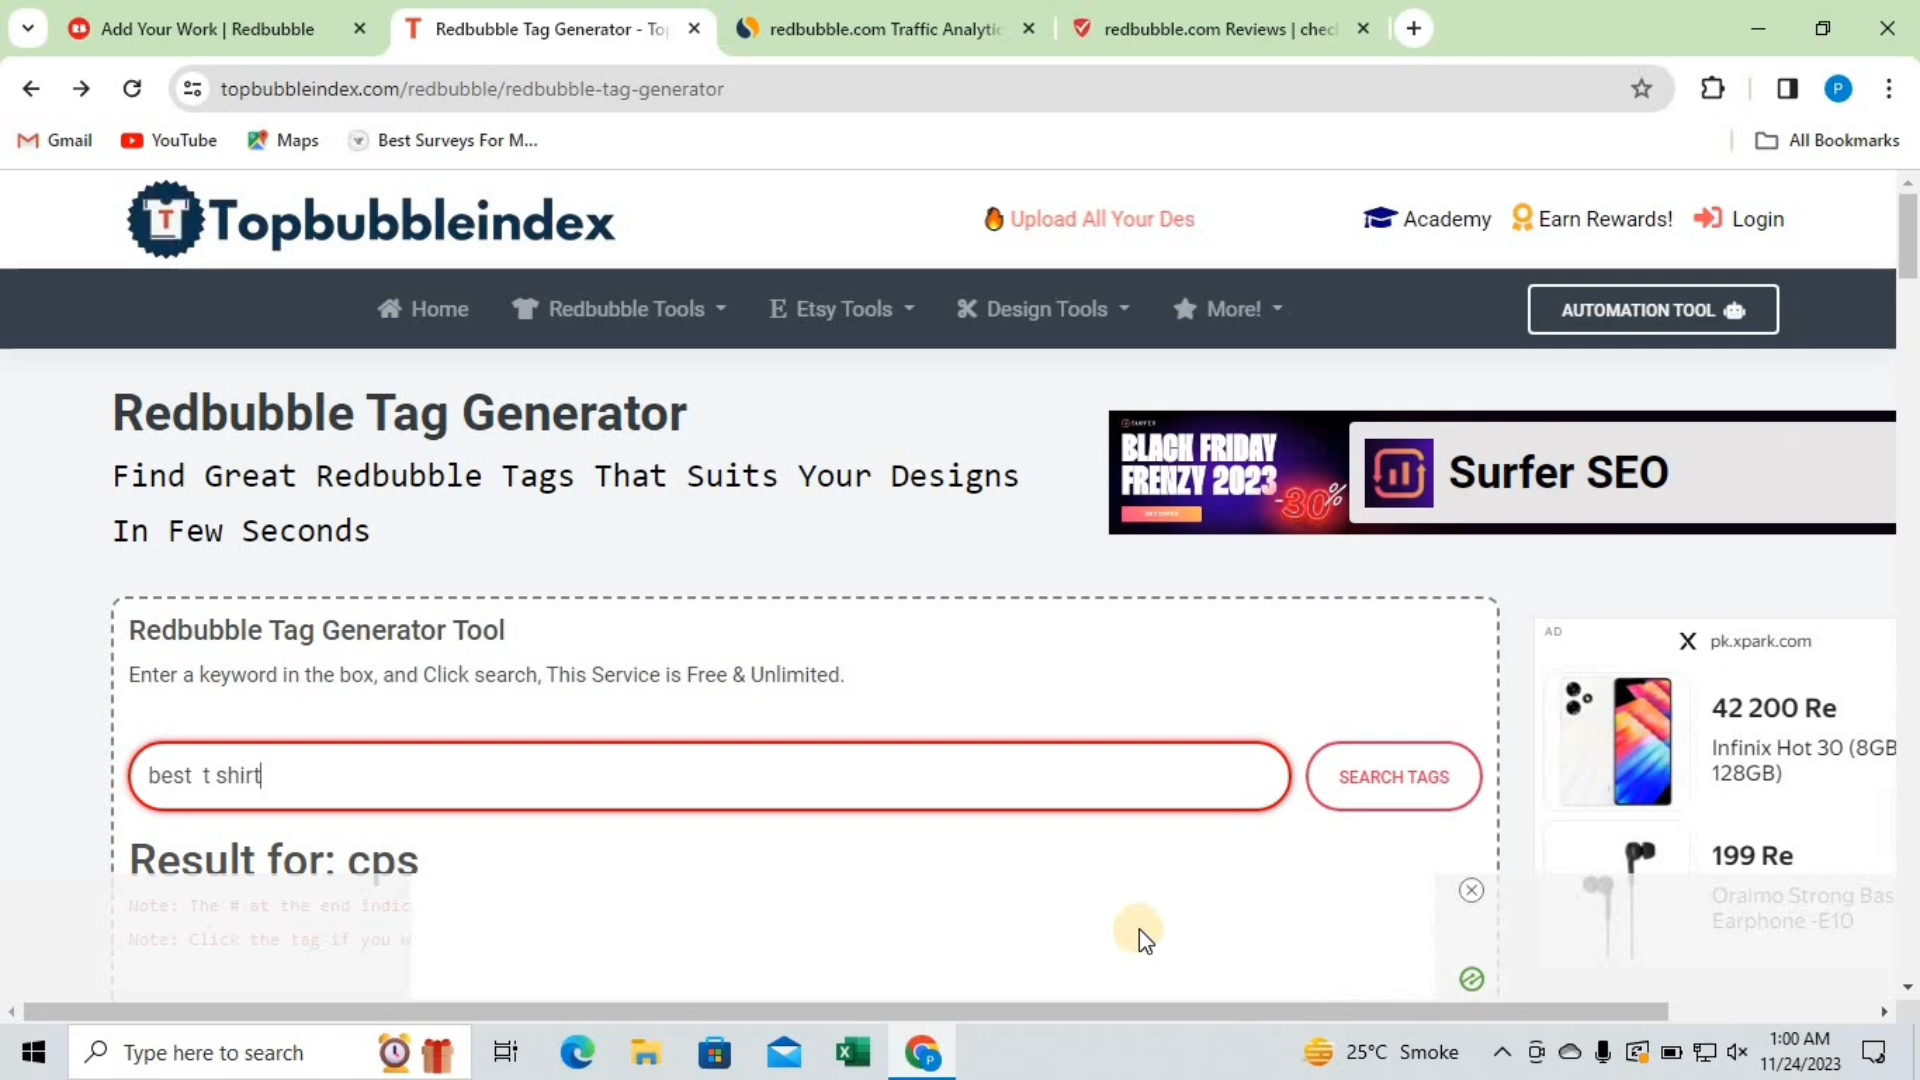 Add Your Work | Redbubble
Redbubble Tag Generator - To
redbubble.com Traffic Analytic
redbubble.com Reviews | chec
topbubbleindex.com/redbubble/redbubble-tag-generator
P
Gmail
YouTube
Maps
Best Surveys For M...
All Bookmarks
T
Topbubbleindex
Upload All Your Des
Academy
Earn Rewards!
Login
Home
Redbubble Tools
E Etsy Tools
Design Tools
More!
AUTOMATION TOOL
Redbubble Tag Generator
Find Great Redbubble Tags That Suits Your Designs
In Few Seconds
SURFER
BLACK FRIDAY
FRENZY 2023
-30%
GET OFFER
Surfer SEO
Redbubble Tag Generator Tool
Enter a keyword in the box, and Click search, This Service is Free & Unlimited.
best  t shirt
SEARCH TAGS
Result for: cps
Note: The # at the end indic
Note: Click the tag if you w
AD
pk.xpark.com
42 200 Re
Infinix Hot 30 (8GB
128GB)
199 Re
Oraimo Strong Bas
Earphone -E10
Type here to search
25°C Smoke
1:00 AM
11/24/2023